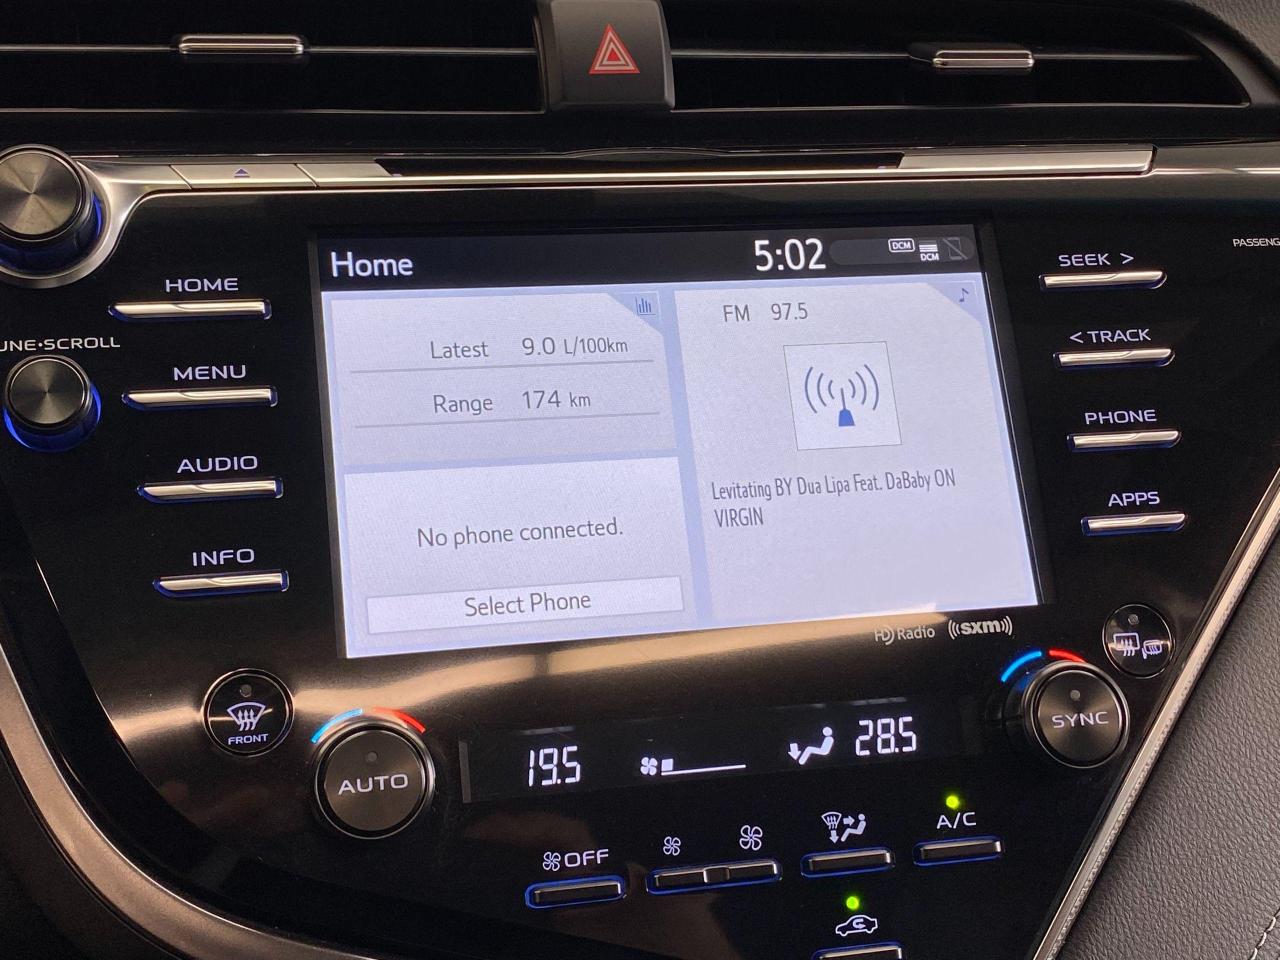 Home 5:02 DCM DCM
PASSENG
SEEK >
HOME
FM 97.5
Latest 9.0 L/100km
UNE•SCROLL
< TRACK
MENU
Range 174 km
PHONE
AUDIO
Levitating BY Dua Lipa Feat. DaBaby ON
VIRGIN
APPS
No phone connected.
INFO
Select Phone
HD Radio ((sxm))
FRONT
SYNC
AUTO
19.5 28.5
A/C
OFF